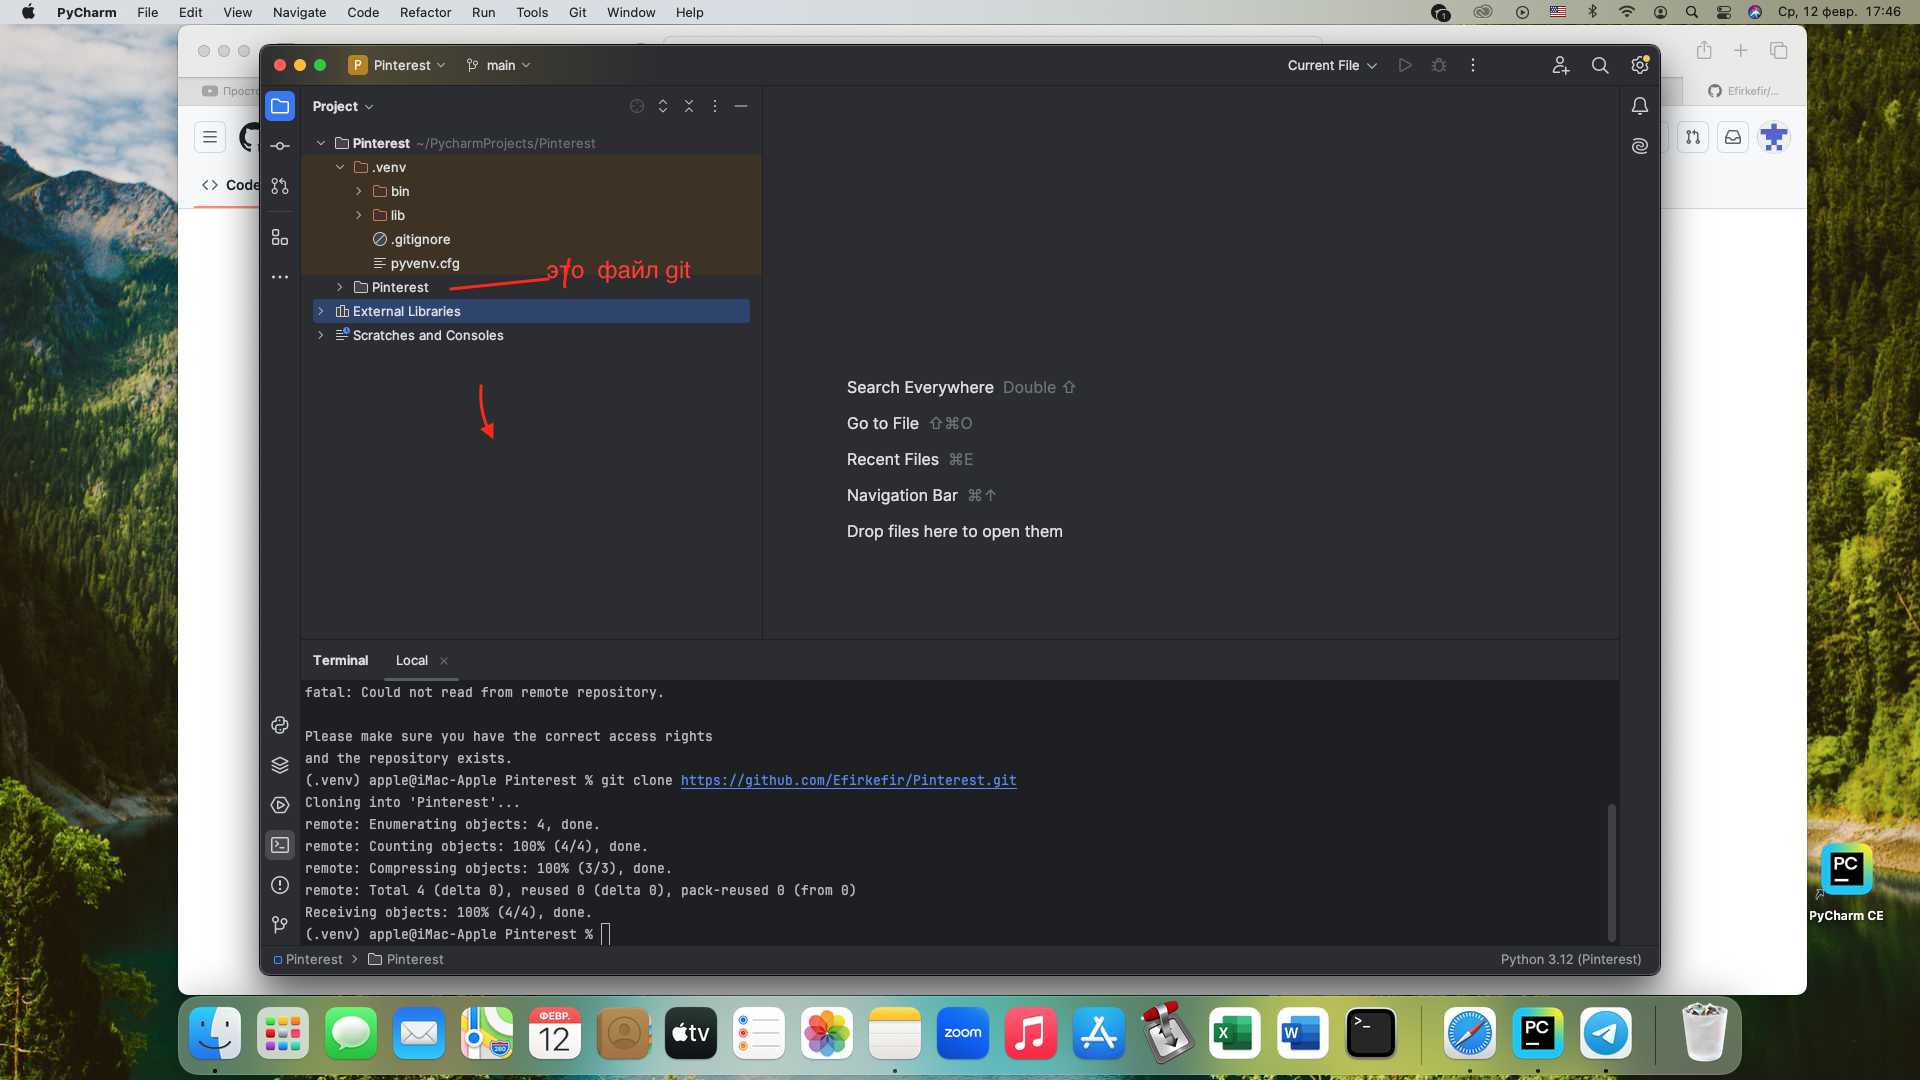 PyCharm File Edit View Navigate Code Refactor Run Tools Git Window Help
1
Ср, 12 февр. 17:46
P Pinterest main
Current File
Просто
Efirkefir/...
Code
Project
Pinterest ~/PycharmProjects/Pinterest
.venv
bin
lib
.gitignore
pyvenv.cfg
это файл git
Pinterest
External Libraries
Scratches and Consoles
Search Everywhere Double ⇧
Go to File ⇧⌘O
Recent Files ⌘E
Navigation Bar ⌘↑
Drop files here to open them
Terminal Local
fatal: Could not read from remote repository.
Please make sure you have the correct access rights
and the repository exists.
(.venv) apple@iMac-Apple Pinterest % git clone https://github.com/Efirkefir/Pinterest.git
Cloning into 'Pinterest'...
remote: Enumerating objects: 4, done.
remote: Counting objects: 100% (4/4), done.
remote: Compressing objects: 100% (3/3), done.
remote: Total 4 (delta 0), reused 0 (delta 0), pack-reused 0 (from 0)
Receiving objects: 100% (4/4), done.
(.venv) apple@iMac-Apple Pinterest %
Pinterest > Pinterest
Python 3.12 (Pinterest)
PC
PyCharm CE
280
ФЕВР.
12
tv
zoom
X
W
>_
PC